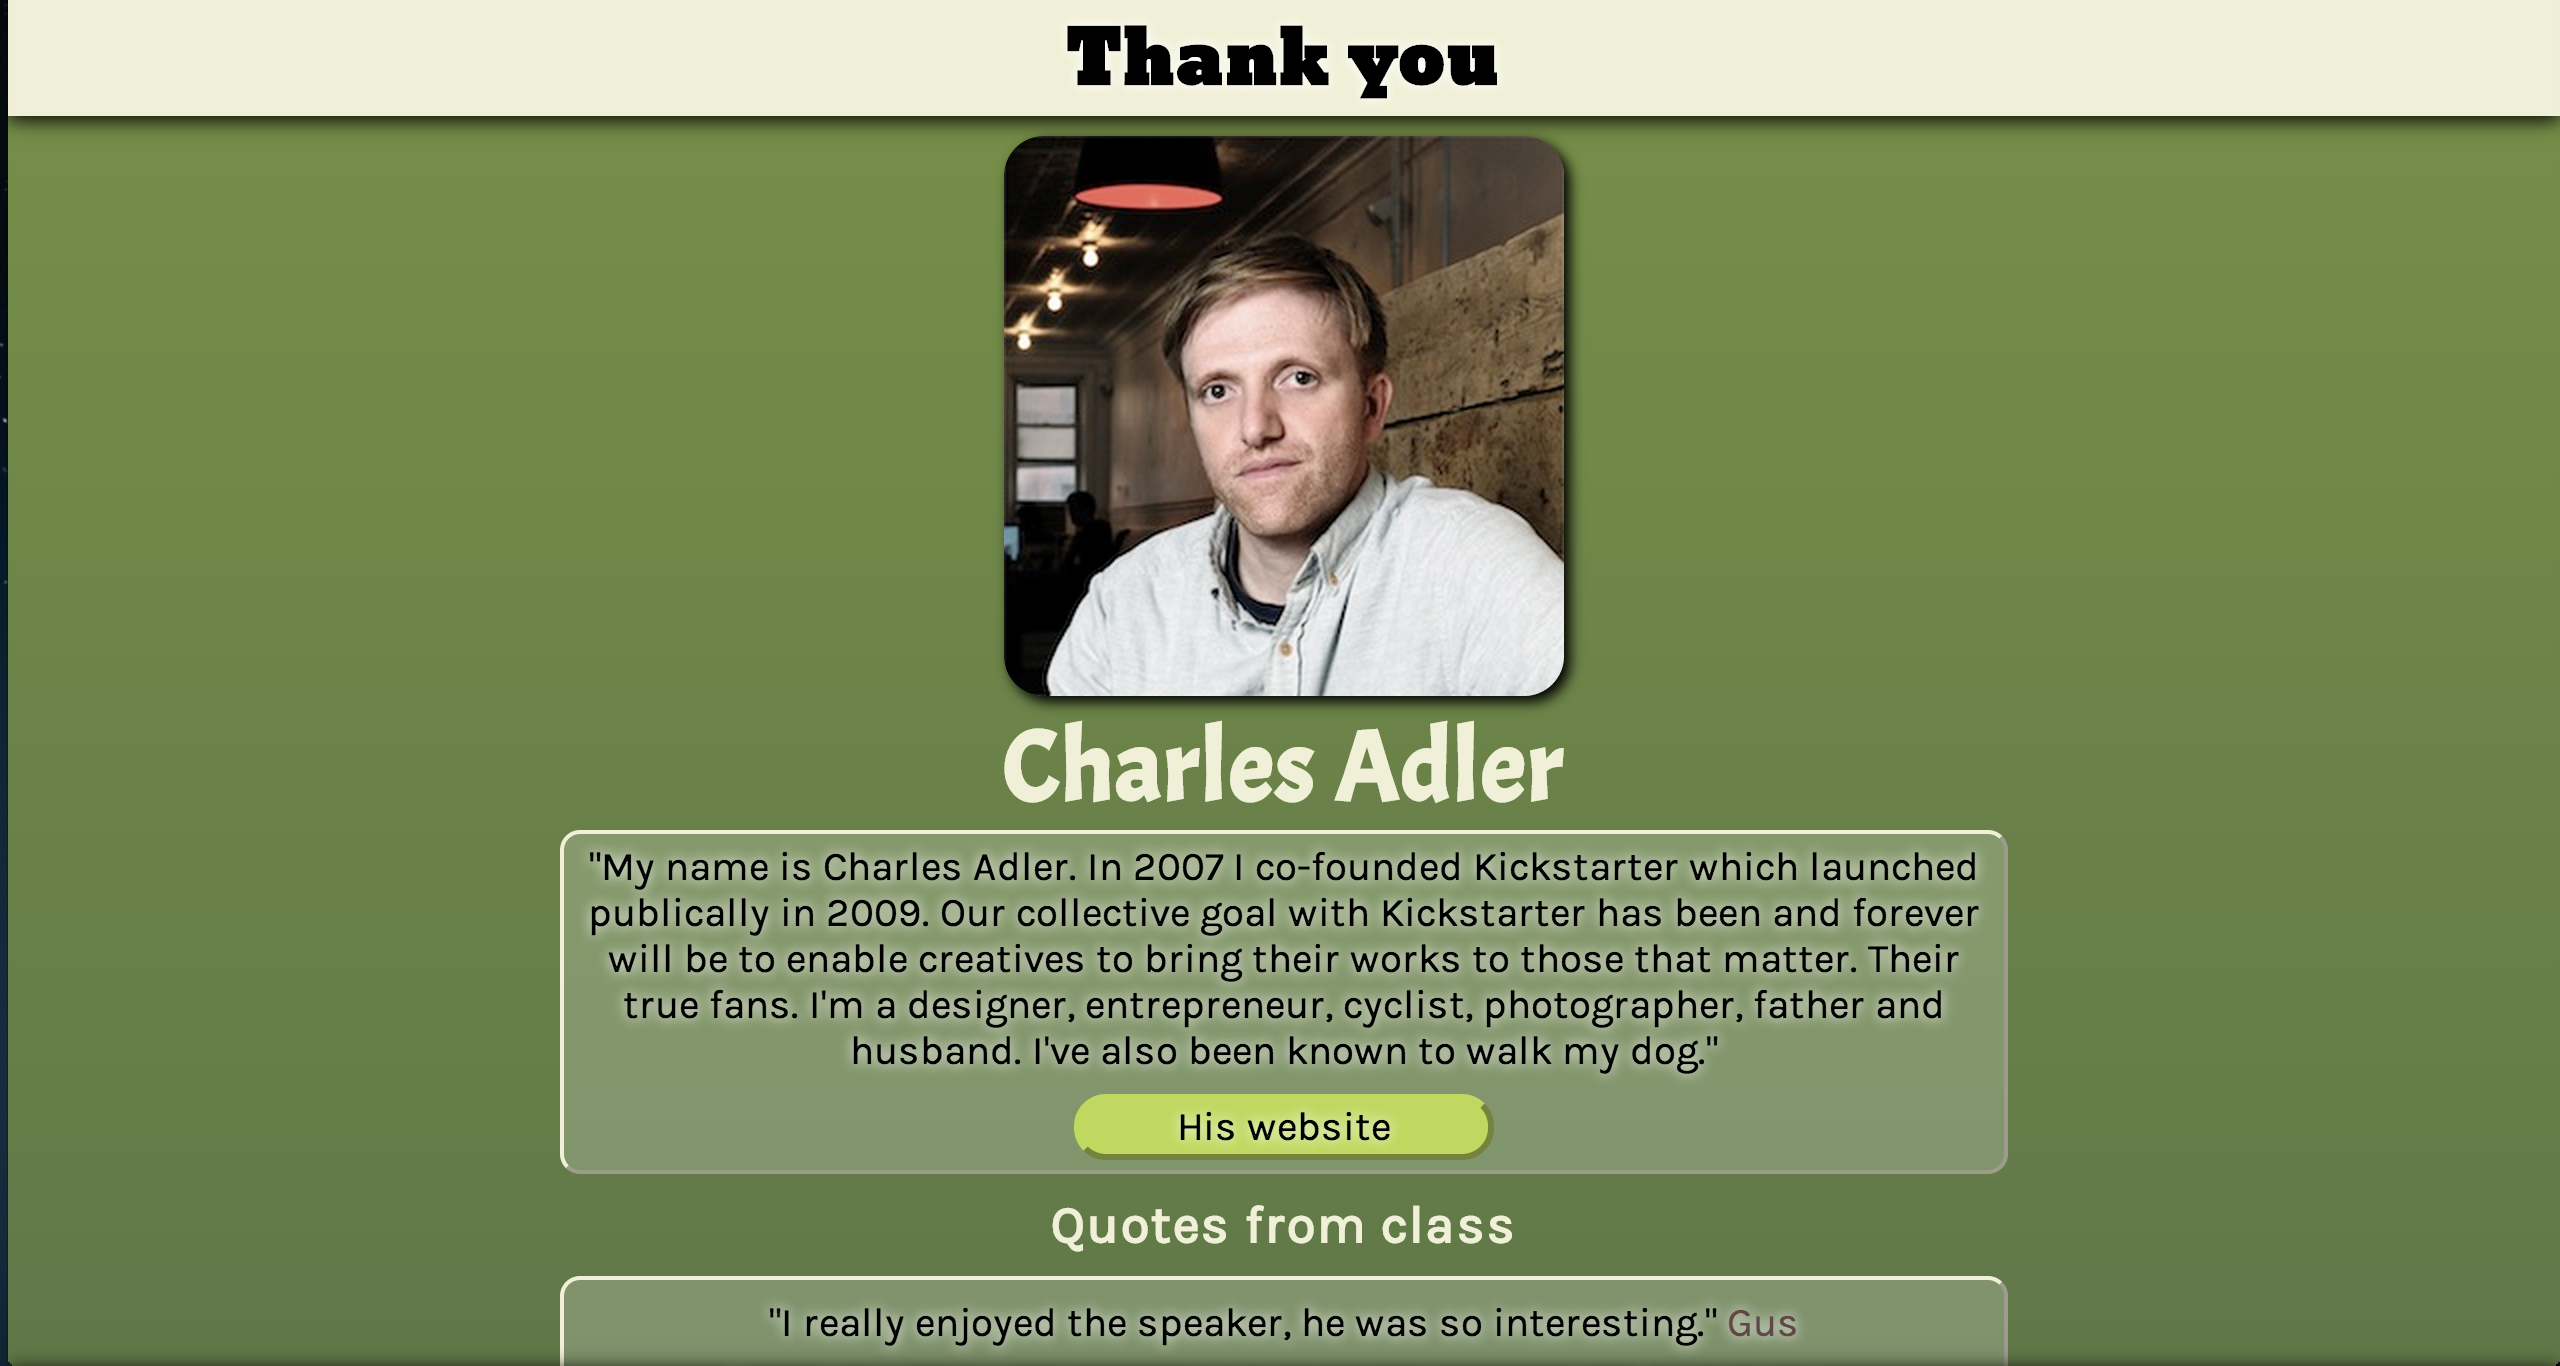 Thank you
Charles Adler
"My name is Charles Adler. In 2007 I co-founded Kickstarter which launched
publically in 2009. Our collective goal with Kickstarter has been and forever
will be to enable creatives to bring their works to those that matter. Their
true fans. I'm a designer, entrepreneur, cyclist, photographer, father and
husband. I've also been known to walk my dog."
His website
Quotes from class
"I really enjoyed the speaker, he was so interesting." Gus